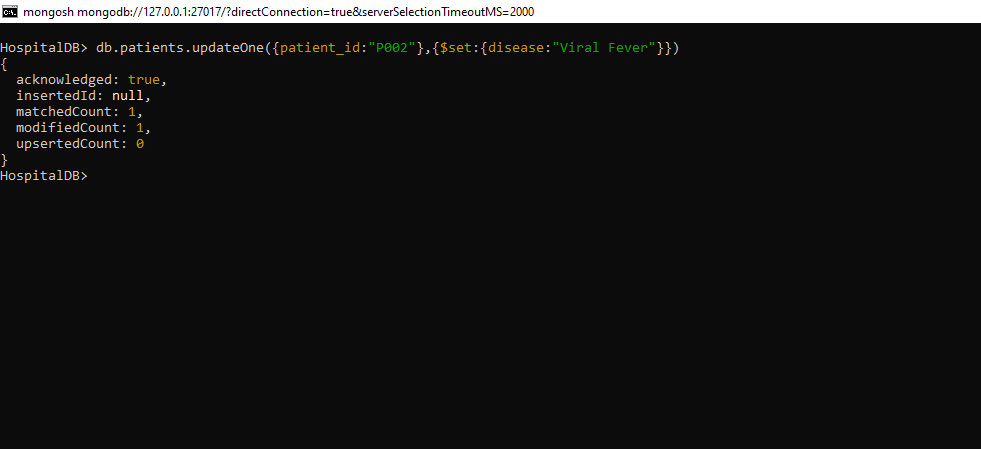 mongosh mongodb://127.0.0.1:27017/?directConnection=true&serverSelectionTimeoutMS=2000
HospitalDB> db.patients.updateOne({patient_id:"P002"},{$set:{disease:"Viral Fever"}})
{
  acknowledged: true,
  insertedId: null,
  matchedCount: 1,
  modifiedCount: 1,
  upsertedCount: 0
}
HospitalDB>